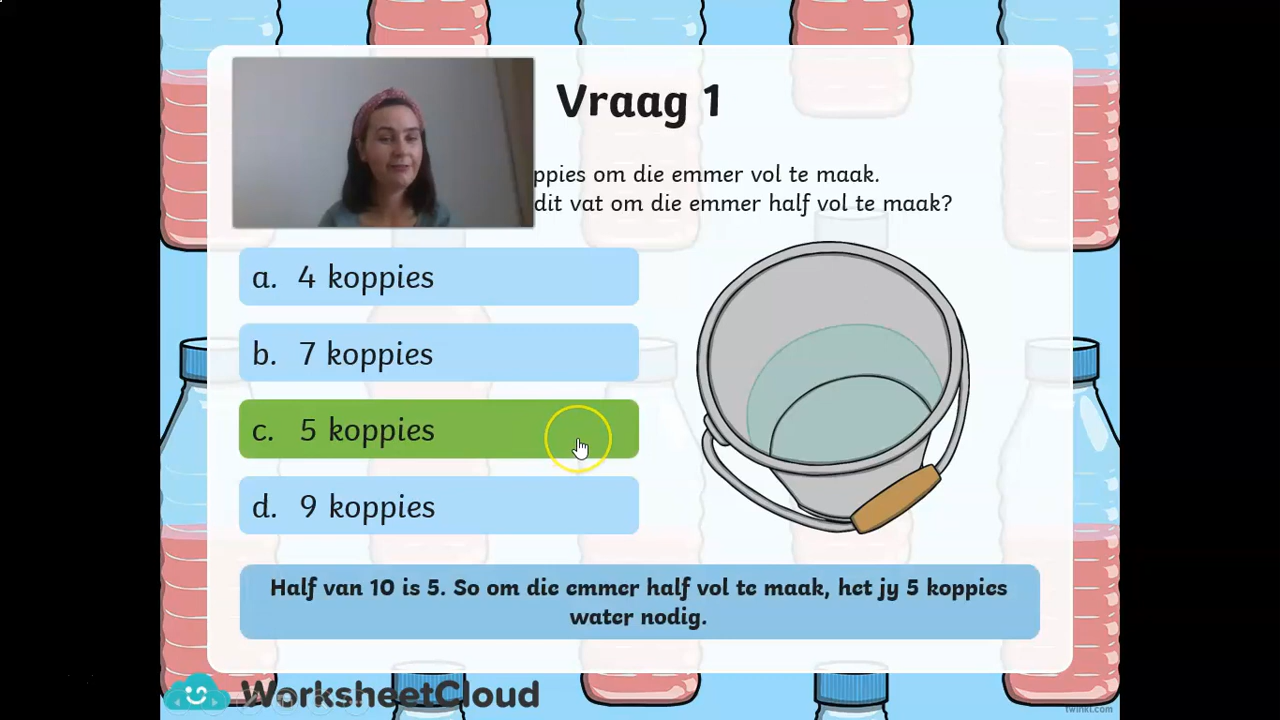 Vraag 1
om die emmer vol te maak.
dit vat om die emmer half vol te maak?
a. 4 koppies
b. 7 koppies
c. 5 koppies
d. 9 koppies
Half van 10 is 5. So om die emmer half vol te maak, het jy 5 koppies
water nodig.
WorksheetCloud
twinkl.com